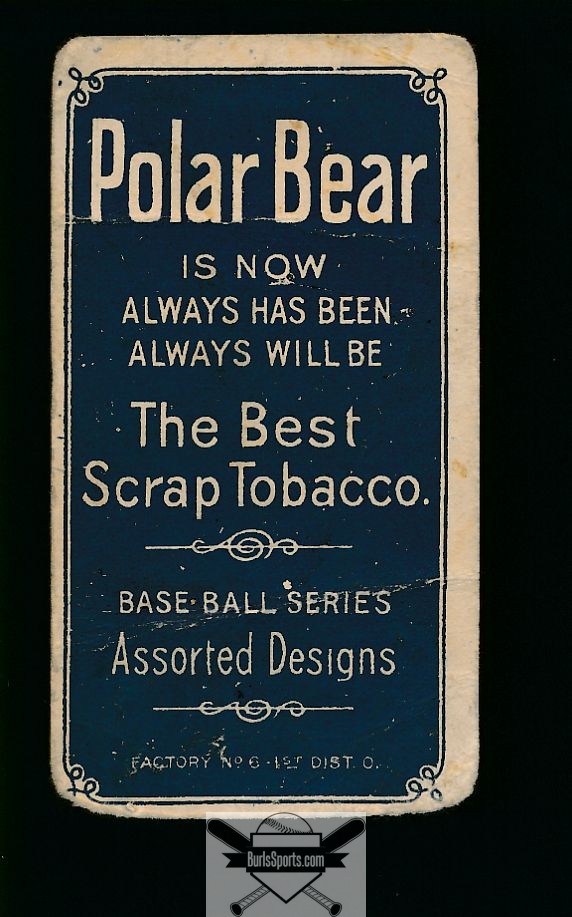 Polar Bear
IS NOW
ALWAYS HAS BEEN
ALWAYS WILL BE
The Best
Scrap Tobacco.
BASE-BALL SERIES
Assorted Designs
FACTORY No 6 - 1ST DIST. O.
BurlsSports.com